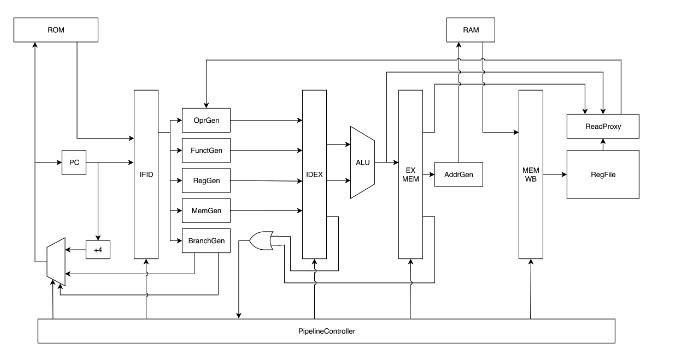 ROM
RAM
OprGen
ReadProxy
FunctGen
PC
ALU
IFID
RegGen
IDEX
EX
MEM
AddrGen
MEM
WB
RegFile
MemGen
+4
BranchGen
PipelineController